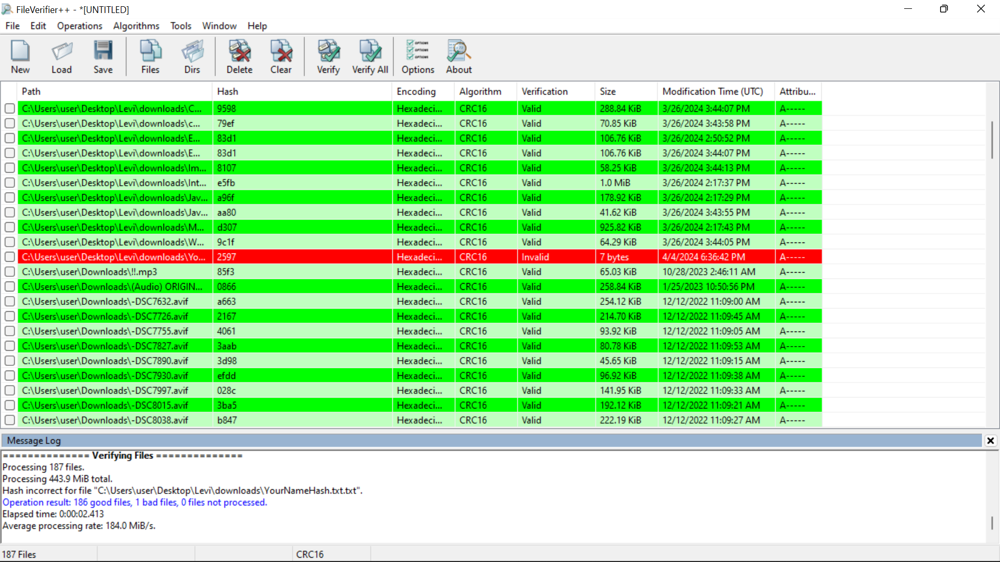 FileVerifier++ - *[UNTITLED]
File Edit Operations Algorithms Tools Window Help
New Load Save Files Dirs Delete Clear Verify Verify All Options About
Path Hash Encoding Algorithm Verification Size Modification Time (UTC) Attribu...
C:\Users\user\Desktop\Levi\downloads\C... 9598 Hexadeci... CRC16 Valid 288.84 KiB 3/26/2024 3:44:07 PM A-----
C:\Users\user\Desktop\Levi\downloads\c... 79ef Hexadeci... CRC16 Valid 70.85 KiB 3/26/2024 3:43:58 PM A-----
C:\Users\user\Desktop\Levi\downloads\E... 83d1 Hexadeci... CRC16 Valid 106.76 KiB 3/26/2024 2:50:52 PM A-----
C:\Users\user\Desktop\Levi\downloads\E... 83d1 Hexadeci... CRC16 Valid 106.76 KiB 3/26/2024 3:44:07 PM A-----
C:\Users\user\Desktop\Levi\downloads\Im... 8107 Hexadeci... CRC16 Valid 58.25 KiB 3/26/2024 3:44:13 PM A-----
C:\Users\user\Desktop\Levi\downloads\Int... e5fb Hexadeci... CRC16 Valid 1.0 MiB 3/26/2024 2:17:37 PM A-----
C:\Users\user\Desktop\Levi\downloads\Jav... a96f Hexadeci... CRC16 Valid 178.92 KiB 3/26/2024 2:17:29 PM A-----
C:\Users\user\Desktop\Levi\downloads\Jav... aa80 Hexadeci... CRC16 Valid 41.62 KiB 3/26/2024 3:43:55 PM A-----
C:\Users\user\Desktop\Levi\downloads\M... d307 Hexadeci... CRC16 Valid 925.82 KiB 3/26/2024 2:17:43 PM A-----
C:\Users\user\Desktop\Levi\downloads\W... 9c1f Hexadeci... CRC16 Valid 64.29 KiB 3/26/2024 3:44:05 PM A-----
C:\Users\user\Desktop\Levi\downloads\Yo... 2597 Hexadeci... CRC16 Invalid 7 bytes 4/4/2024 6:36:42 PM A-----
C:\Users\user\Downloads\!!.mp3 85f3 Hexadeci... CRC16 Valid 65.03 KiB 10/28/2023 2:46:11 AM A-----
C:\Users\user\Downloads\(Audio) ORIGIN... 0866 Hexadeci... CRC16 Valid 258.84 KiB 1/25/2023 10:50:56 PM A-----
C:\Users\user\Downloads\-DSC7632.avif a663 Hexadeci... CRC16 Valid 254.12 KiB 12/12/2022 11:09:00 AM A-----
C:\Users\user\Downloads\-DSC7726.avif 2167 Hexadeci... CRC16 Valid 214.70 KiB 12/12/2022 11:09:45 AM A-----
C:\Users\user\Downloads\-DSC7755.avif 4061 Hexadeci... CRC16 Valid 93.92 KiB 12/12/2022 11:09:05 AM A-----
C:\Users\user\Downloads\-DSC7827.avif 3aab Hexadeci... CRC16 Valid 80.78 KiB 12/12/2022 11:09:53 AM A-----
C:\Users\user\Downloads\-DSC7890.avif 3d98 Hexadeci... CRC16 Valid 45.65 KiB 12/12/2022 11:09:15 AM A-----
C:\Users\user\Downloads\-DSC7930.avif efdd Hexadeci... CRC16 Valid 96.92 KiB 12/12/2022 11:09:38 AM A-----
C:\Users\user\Downloads\-DSC7997.avif 028c Hexadeci... CRC16 Valid 141.95 KiB 12/12/2022 11:09:33 AM A-----
C:\Users\user\Downloads\-DSC8015.avif 3ba5 Hexadeci... CRC16 Valid 192.12 KiB 12/12/2022 11:09:21 AM A-----
C:\Users\user\Downloads\-DSC8038.avif b847 Hexadeci... CRC16 Valid 222.19 KiB 12/12/2022 11:09:27 AM A-----
Message Log
============== Verifying Files ==============
Processing 187 files.
Processing 443.9 MiB total.
Hash incorrect for file "C:\Users\user\Desktop\Levi\downloads\YourNameHash.txt.txt".
Operation result: 186 good files, 1 bad files, 0 files not processed.
Elapsed time: 0:00:02.413
Average processing rate: 184.0 MiB/s.
187 Files CRC16